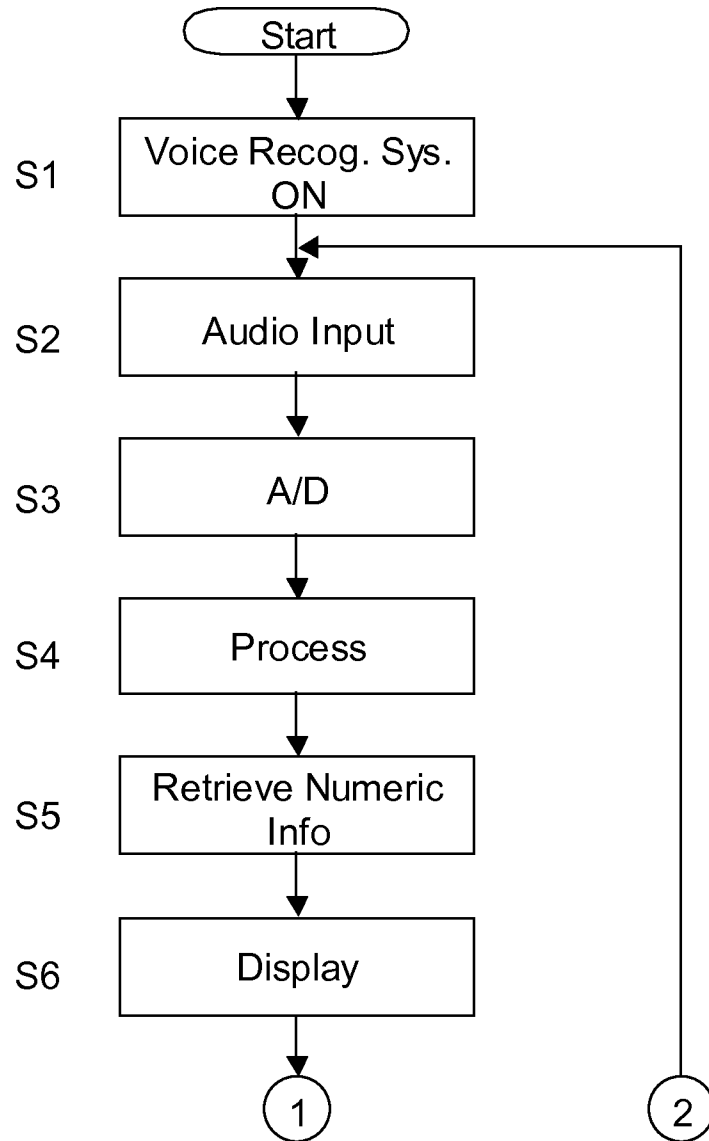 Start
S1
Voice Recog. Sys.
ON
S2
Audio Input
S3
A/D
S4
Process
S5
Retrieve Numeric
Info
S6
Display
1
2